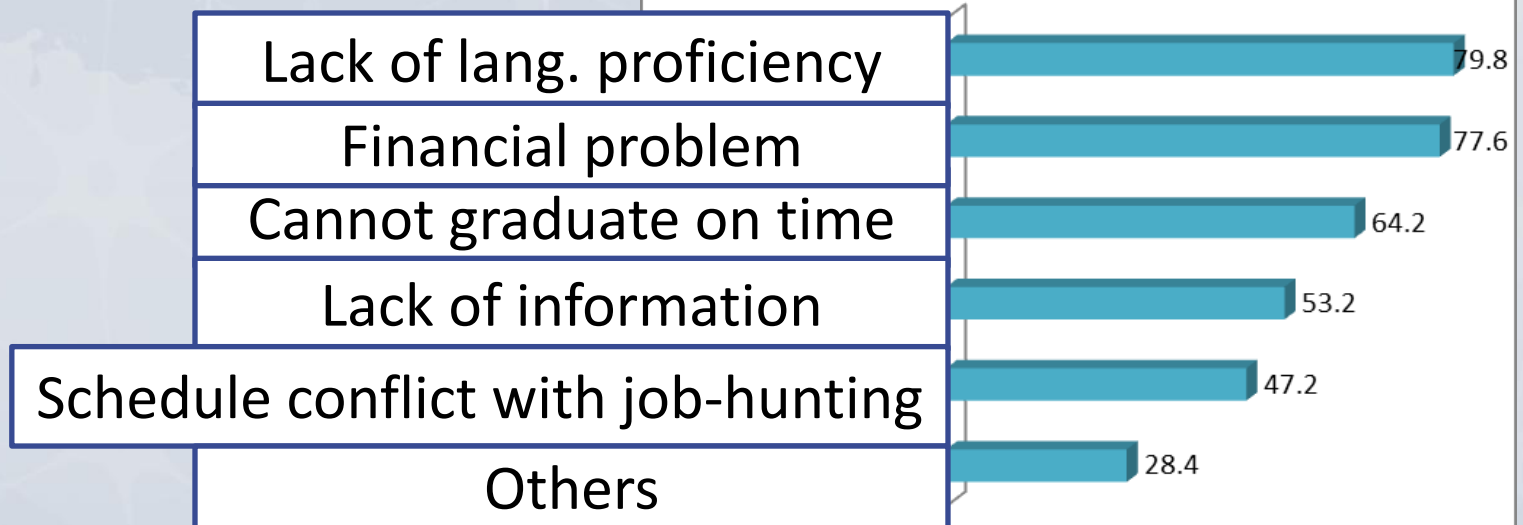 Lack of lang. proficiency 79.8
Financial problem 77.6
Cannot graduate on time 64.2
Lack of information 53.2
Schedule conflict with job-hunting 47.2
Others 28.4